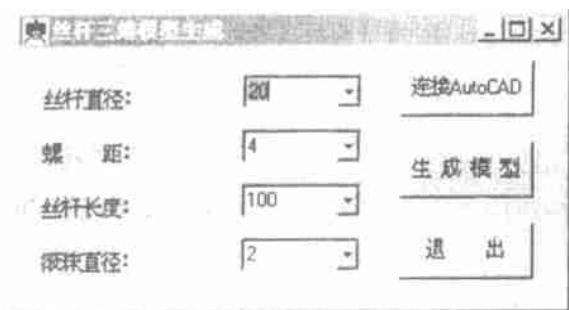 丝杆三维模型生成
丝杆直径: 20 连接AutoCAD
螺 距: 4 生成模型
丝杆长度: 100
滚珠直径: 2 退 出